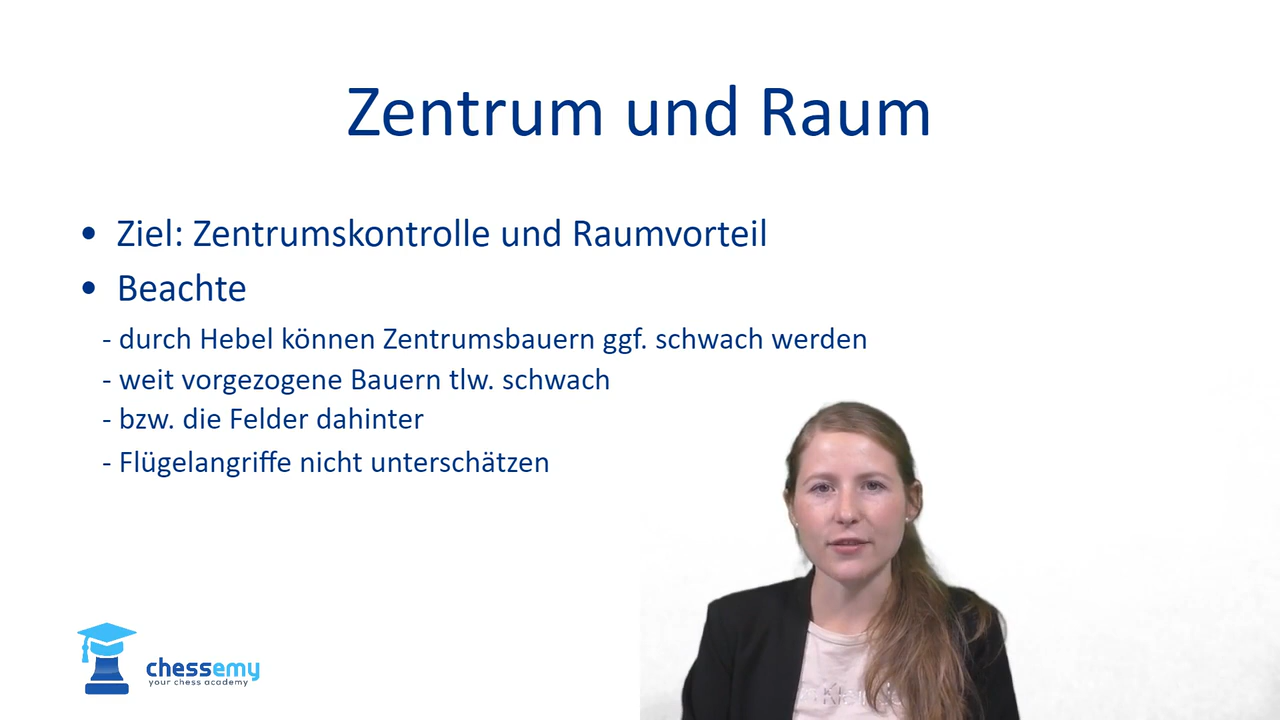 Zentrum und Raum
• Ziel: Zentrumskontrolle und Raumvorteil
• Beachte
- durch Hebel können Zentrumsbauern ggf. schwach werden
- weit vorgezogene Bauern tlw. schwach
- bzw. die Felder dahinter
- Flügelangriffe nicht unterschätzen
chessemy
your chess academy